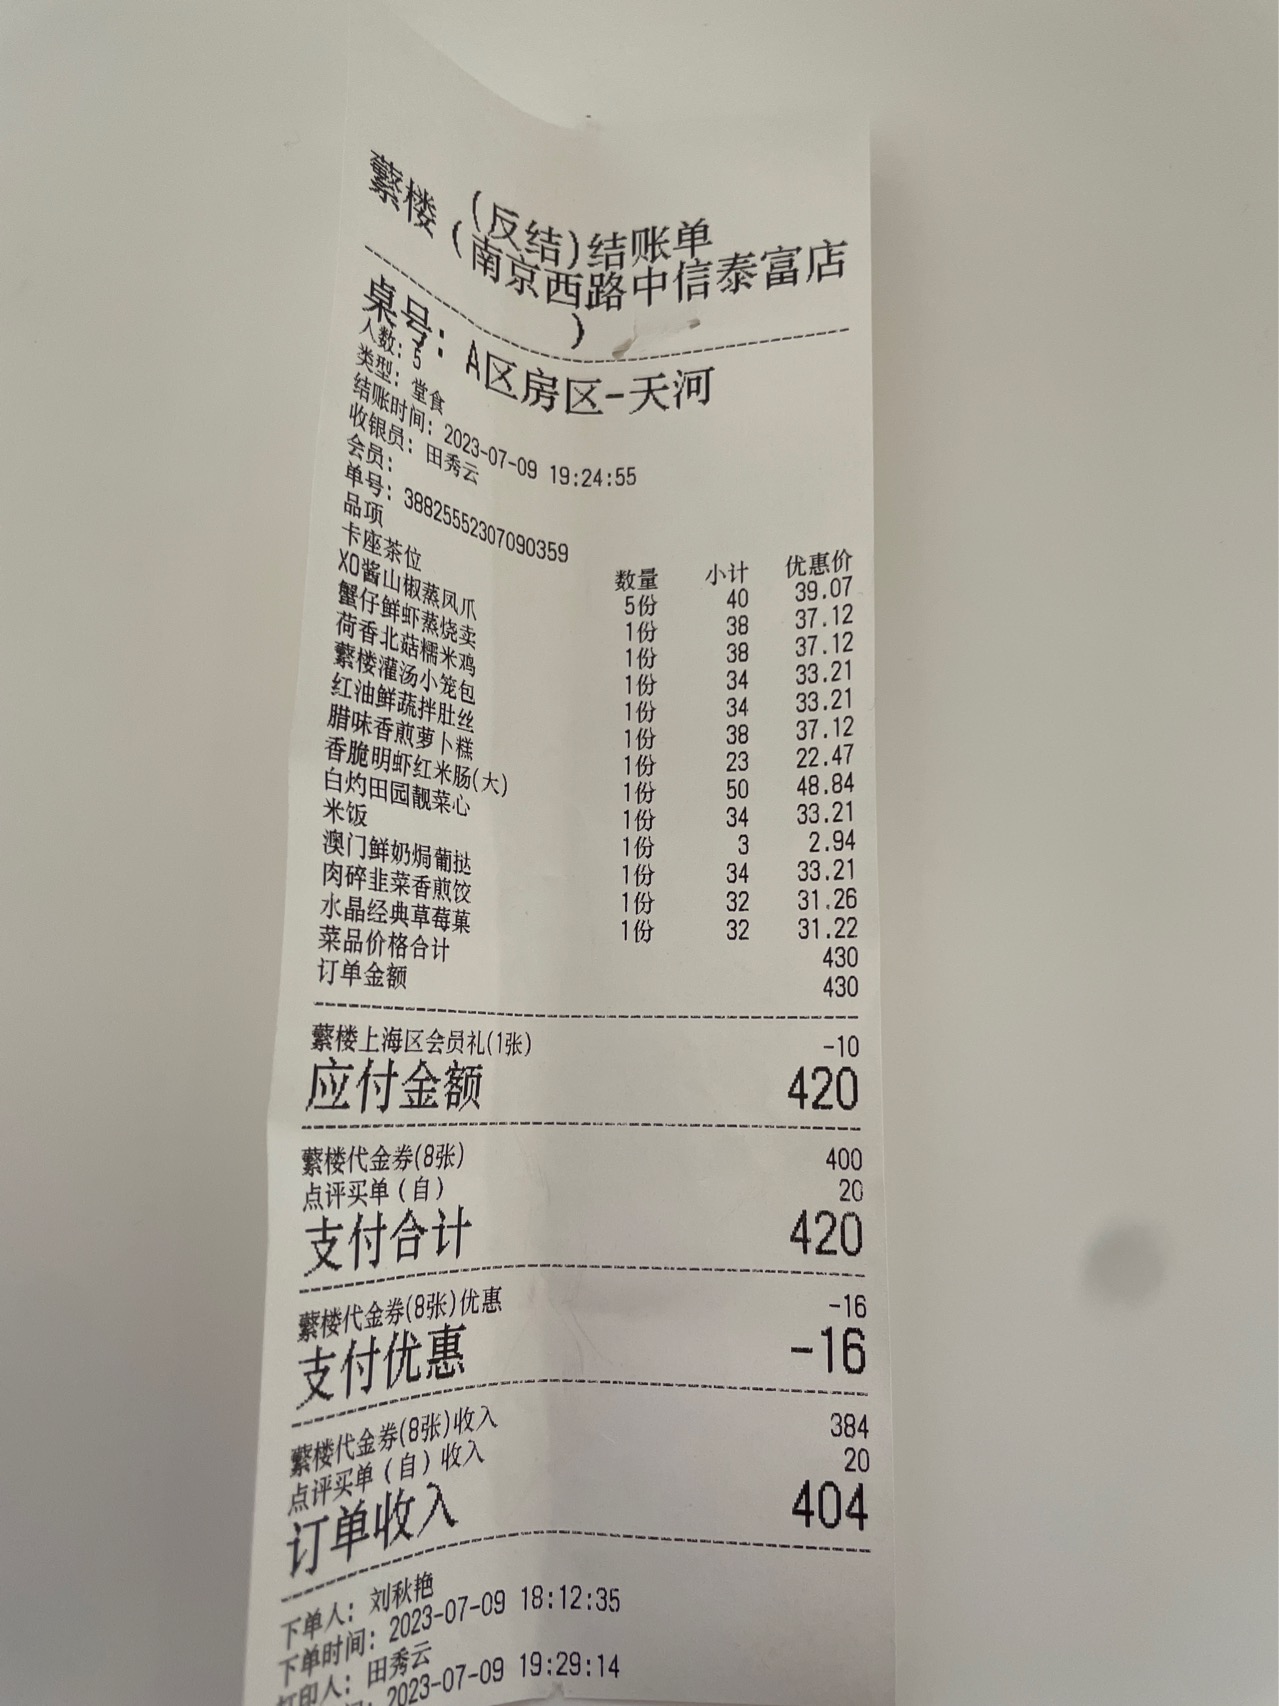 (反结)结账单
蘩楼(南京西路中信泰富店
)
桌号: A区房区-天河
人数: 5
类型: 堂食
结账时间: 2023-07-09 19:24:55
收银员: 田秀云
会员:
单号: 38825552307090359
品项 数量 小计 优惠价
卡座茶位 5份 40 39.07
XO酱山椒蒸凤爪 1份 38 37.12
蟹仔鲜虾蒸烧卖 1份 38 37.12
荷香北菇糯米鸡 1份 34 33.21
蘩楼灌汤小笼包 1份 34 33.21
红油鲜蔬拌肚丝 1份 38 37.12
腊味香煎萝卜糕 1份 23 22.47
香脆明虾红米肠(大) 1份 50 48.84
白灼田园靓菜心 1份 34 33.21
米饭 1份 3 2.94
澳门鲜奶焗葡挞 1份 34 33.21
肉碎韭菜香煎饺 1份 32 31.26
水晶经典草莓菓 1份 32 31.22
菜品价格合计 430
订单金额 430
蘩楼上海区会员礼(1张) -10
应付金额 420
蘩楼代金券(8张) 400
点评买单(自) 20
支付合计 420
蘩楼代金券(8张)优惠 -16
支付优惠 -16
蘩楼代金券(8张)收入 384
点评买单(自)收入 20
订单收入 404
下单人: 刘秋艳
下单时间: 2023-07-09 18:12:35
打印人: 田秀云
2023-07-09 19:29:14